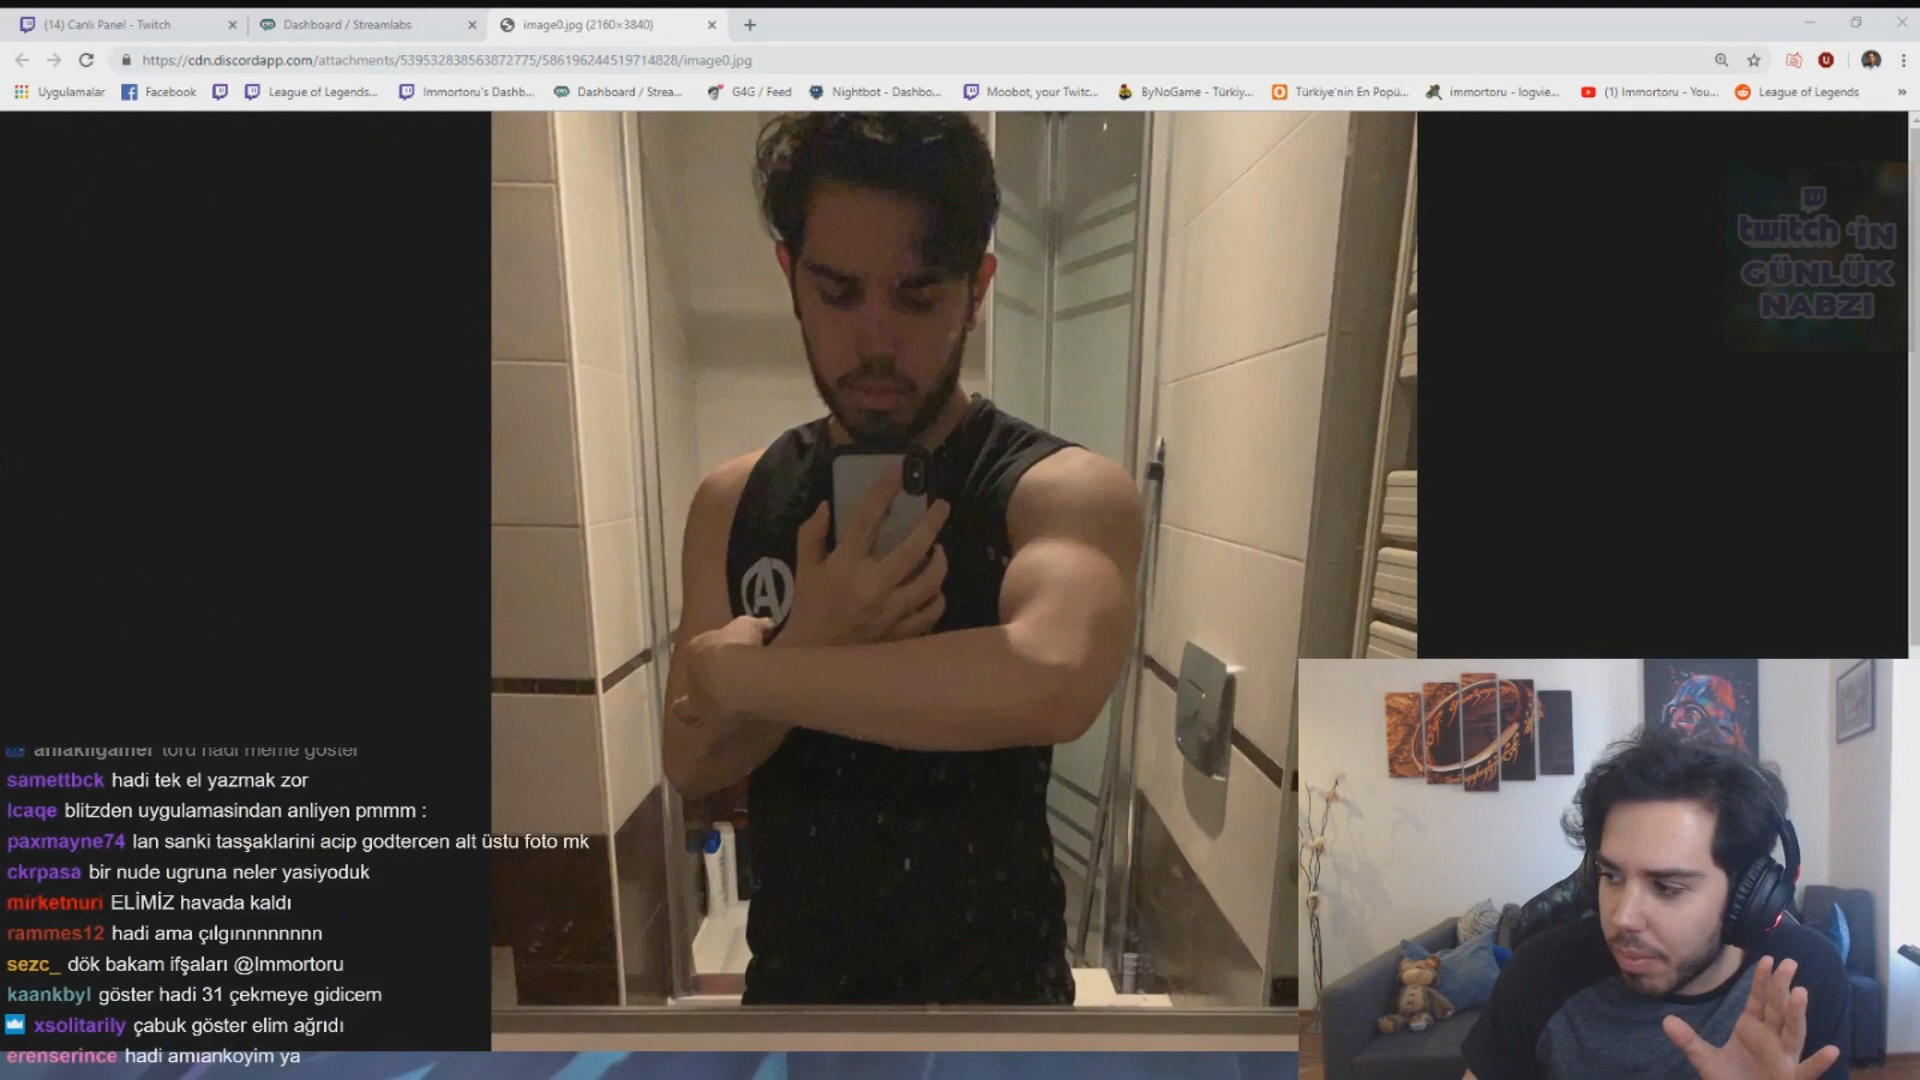 (14) Canlı Panel - Twitch
Dashboard / Streamlabs
image0.jpg (2160×3840)
https://cdn.discordapp.com/attachments/539532838563872775/586196244519714828/image0.jpg
Uygulamalar
Facebook
League of Legends...
Immortoru's Dashb...
Dashboard / Strea...
G4G / Feed
Nightbot - Dashbo...
Moobot, your Twitc...
ByNoGame - Türkiy...
Türkiye'nin En Popü...
immortoru - logvie...
(1) Immortoru - You...
League of Legends
»
twitch 'in
GÜNLÜK
NABZI
A
toru hadi meme göster
samettbck hadi tek el yazmak zor
lcaqe blitzden uygulamasindan anliyen pmmm :
paxmayne74 lan sanki tasşaklarini acip godtercen alt üstu foto mk
ckrpasa bir nude ugruna neler yasiyoduk
mirketnuri ELİMİZ havada kaldı
rammes12 hadi ama çılgınnnnnnnn
sezc_ dök bakam ifşaları @Immortoru
kaankbyl göster hadi 31 çekmeye gidicem
xsolitarily çabuk göster elim ağrıdı
erenserince hadi amıankoyim ya